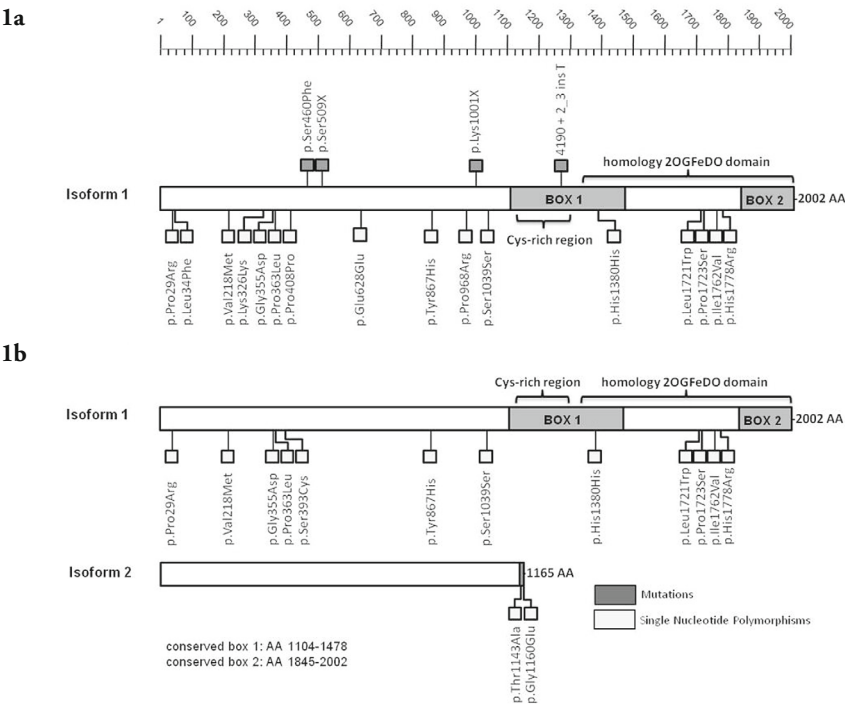 1a
1
100
200
300
400
500
600
700
800
900
1000
1100
1200
1300
1400
1500
1600
1700
1800
1900
2000
p.Ser460Phe
p.Ser509X
p.Lys1001X
4190 + 2_3 ins T
homology 2OGFeDO domain
Isoform 1
BOX 1
BOX 2
2002 AA
Cys-rich region
p.Pro29Arg
p.Leu34Phe
p.Val218Met
p.Lys326Lys
p.Gly355Asp
p.Pro363Leu
p.Pro408Pro
p.Glu628Glu
p.Tyr867His
p.Pro968Arg
p.Ser1039Ser
p.His1380His
p.Leu1721Trp
p.Pro1723Ser
p.Ile1762Val
p.His1778Arg
1b
Cys-rich region
homology 2OGFeDO domain
Isoform 1
BOX 1
BOX 2
2002 AA
p.Pro29Arg
p.Val218Met
p.Gly355Asp
p.Pro363Leu
p.Ser393Cys
p.Tyr867His
p.Ser1039Ser
p.His1380His
p.Leu1721Trp
p.Pro1723Ser
p.Ile1762Val
p.His1778Arg
Isoform 2
1165 AA
p.Thr1143Ala
p.Gly1160Glu
Mutations
Single Nucleotide Polymorphisms
conserved box 1: AA 1104-1478
conserved box 2: AA 1845-2002